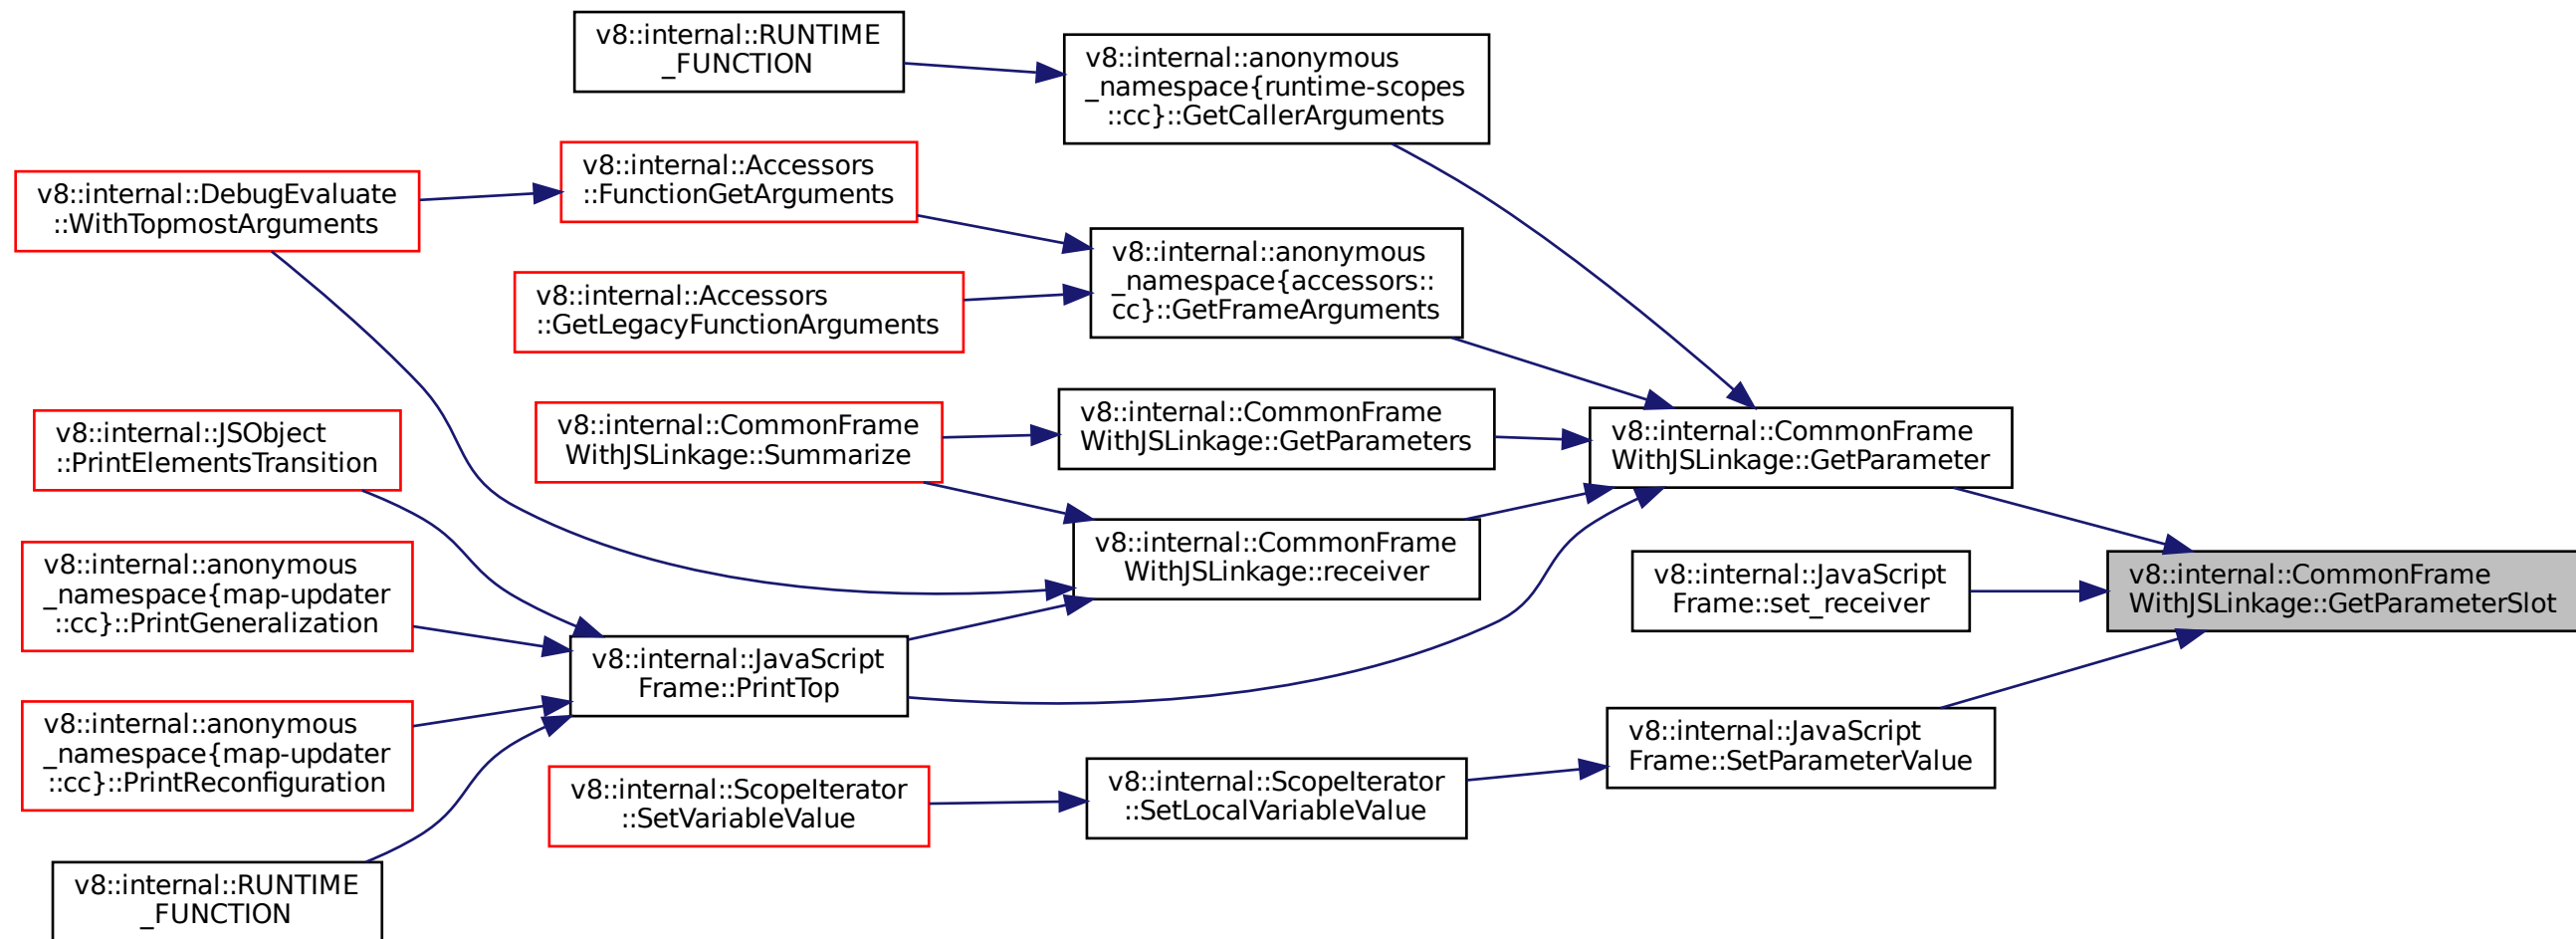 v8::internal::RUNTIME
_FUNCTION
v8::internal::anonymous
_namespace{runtime-scopes
::cc}::GetCallerArguments
v8::internal::Accessors
::FunctionGetArguments
v8::internal::DebugEvaluate
::WithTopmostArguments
v8::internal::anonymous
_namespace{accessors::
cc}::GetFrameArguments
v8::internal::Accessors
::GetLegacyFunctionArguments
v8::internal::CommonFrame
WithJSLinkage::GetParameters
v8::internal::CommonFrame
WithJSLinkage::Summarize
v8::internal::CommonFrame
WithJSLinkage::GetParameter
v8::internal::JSObject
::PrintElementsTransition
v8::internal::CommonFrame
WithJSLinkage::receiver
v8::internal::anonymous
_namespace{map-updater
::cc}::PrintGeneralization
v8::internal::JavaScript
Frame::set_receiver
v8::internal::CommonFrame
WithJSLinkage::GetParameterSlot
v8::internal::JavaScript
Frame::PrintTop
v8::internal::anonymous
_namespace{map-updater
::cc}::PrintReconfiguration
v8::internal::JavaScript
Frame::SetParameterValue
v8::internal::ScopeIterator
::SetLocalVariableValue
v8::internal::ScopeIterator
::SetVariableValue
v8::internal::RUNTIME
_FUNCTION